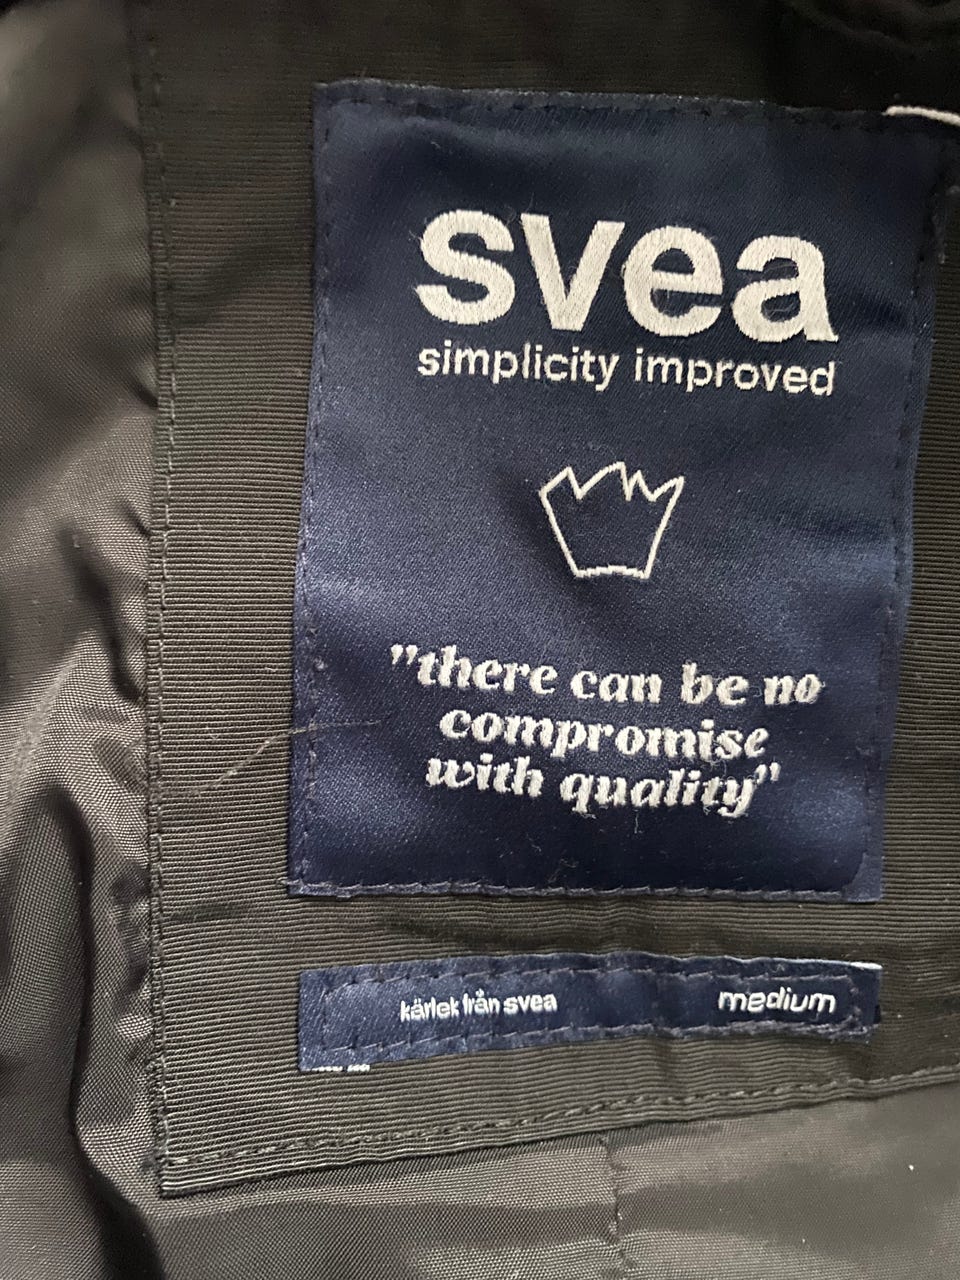 svea
simplicity improved
"there can be no
compromise
with quality"
kärlek från svea
medium